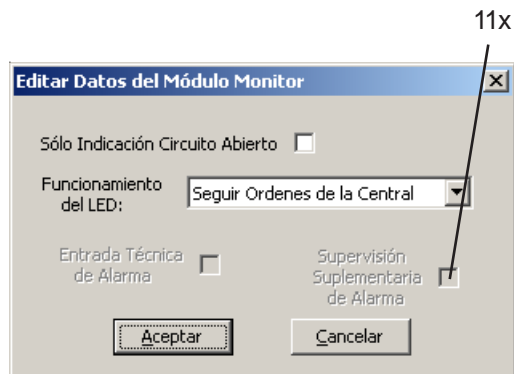 11x
Editar Datos del Módulo Monitor
Sólo Indicación Circuito Abierto
Funcionamiento
del LED:
Seguir Ordenes de la Central
Entrada Técnica
de Alarma
Supervisión
Suplementaria
de Alarma
Aceptar
Cancelar